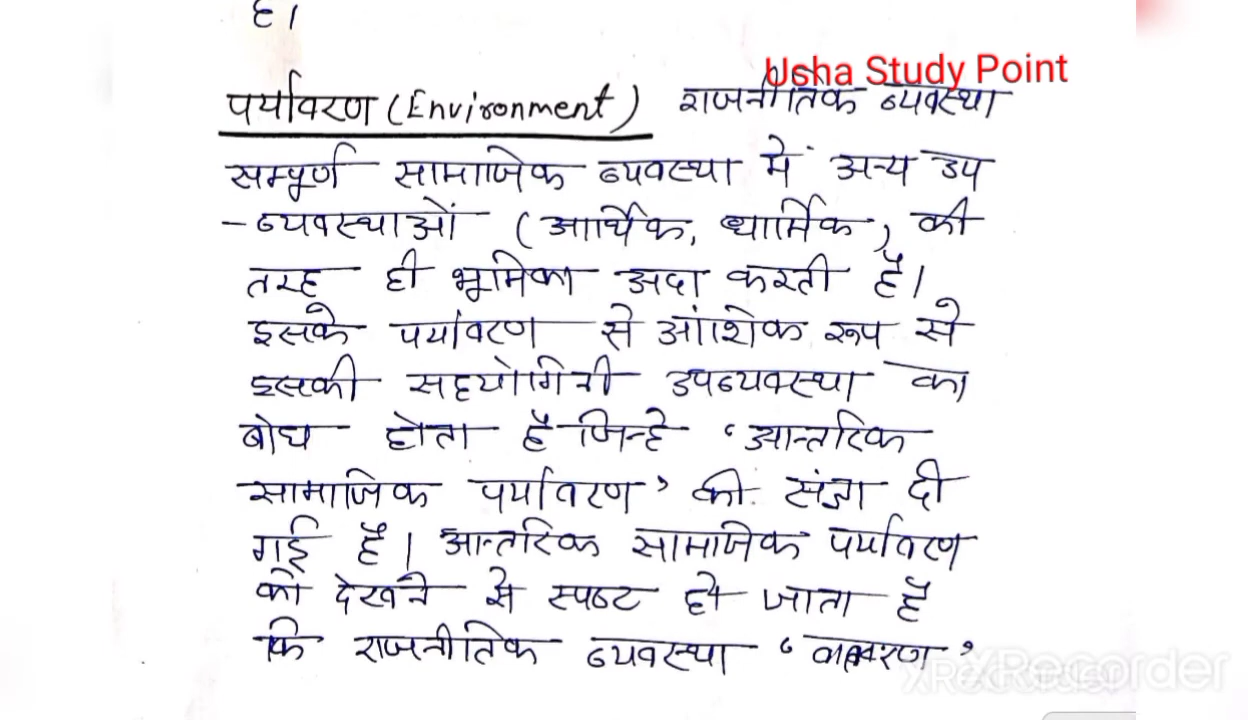 है।
Usha Study Point
पर्यावरण (Environment) राजनीतिक व्यवस्था
सम्पूर्ण सामाजिक व्यवस्था में अन्य उप
-व्यवस्थाओं (आर्थिक, धार्मिक) की
तरह ही भूमिका अदा करती है।
इसके पर्यावरण से आंशिक रूप से
इसकी सहयोगिनी उपव्यवस्था का
बोध होता है जिन्हे ‘आन्तरिक
सामाजिक पर्यावरण’ की संज्ञा दी
गई है। आन्तरिक सामाजिक पर्यावरण
को देखने से स्पष्ट हो जाता है
कि राजनीतिक व्यवस्था ‘ ’
XRecorder